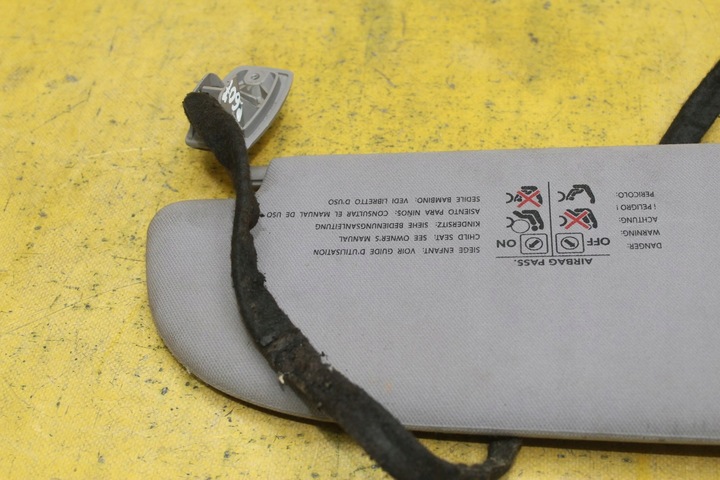 AIRBAG PASS.
OFF ON
DANGER:
WARNING:
ACHTUNG:
¡ PELIGRO !
PERICOLO:
SIEGE ENFANT, VOIR GUIDE D'UTILISATION
CHILD SEAT, SEE OWNER'S MANUAL
KINDERSITZ: SIEHE BEDIENUNGSANLEITUNG
ASIENTO PARA NIÑOS: CONSULTAR EL MANUAL DE USO
SEDILE BAMBINO: VEDI LIBRETTO D'USO